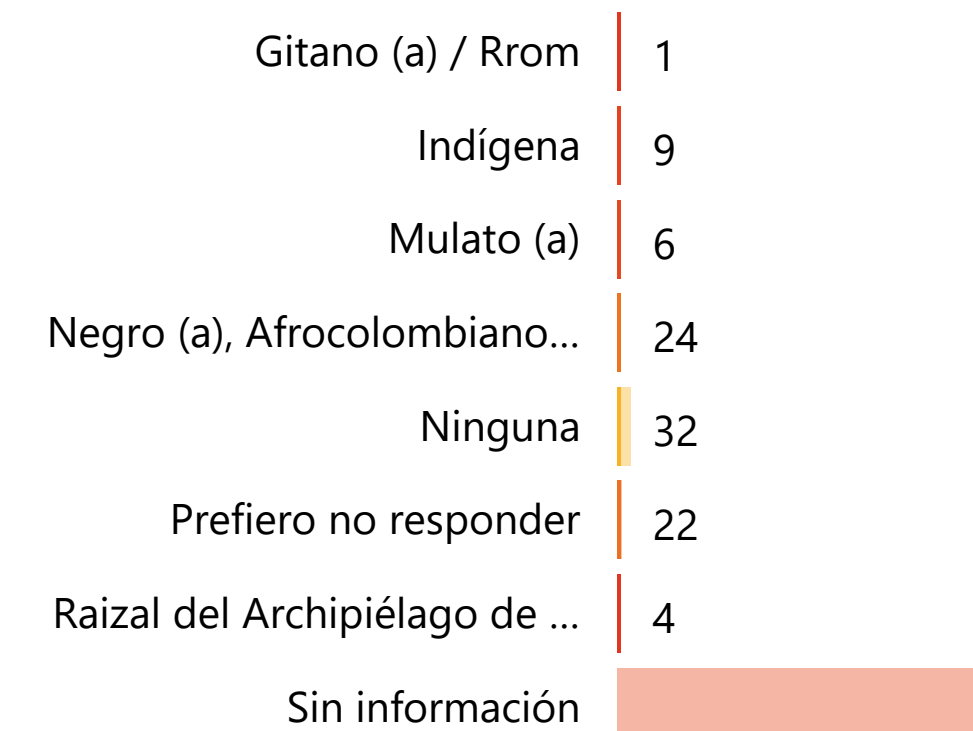 Gitano (a) / Rrom 1
Indígena 9
Mulato (a) 6
Negro (a), Afrocolombiano... 24
Ninguna 32
Prefiero no responder 22
Raizal del Archipiélago de ... 4
Sin información